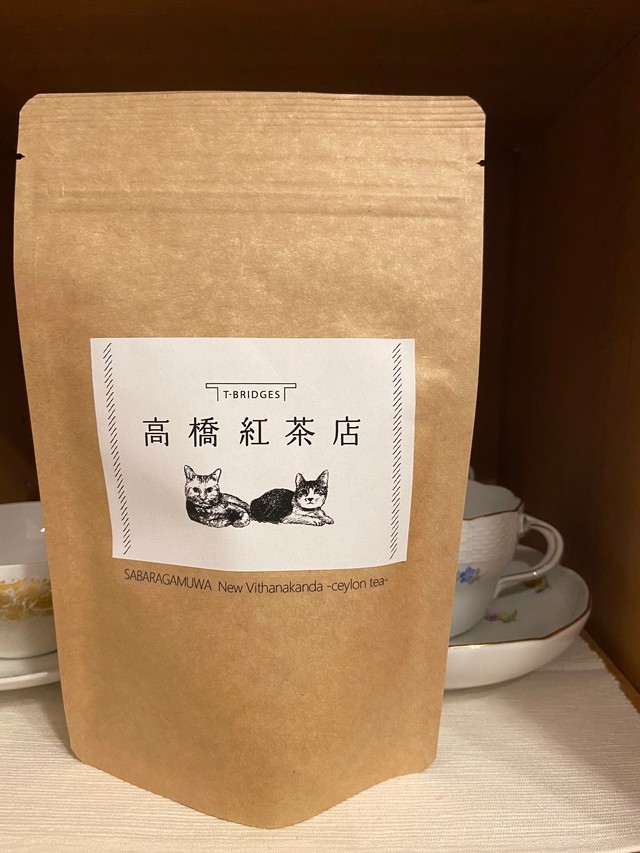 T-BRIDGES
高橋紅茶店
SABARAGAMUWA New Vithanakanda -ceylon tea-